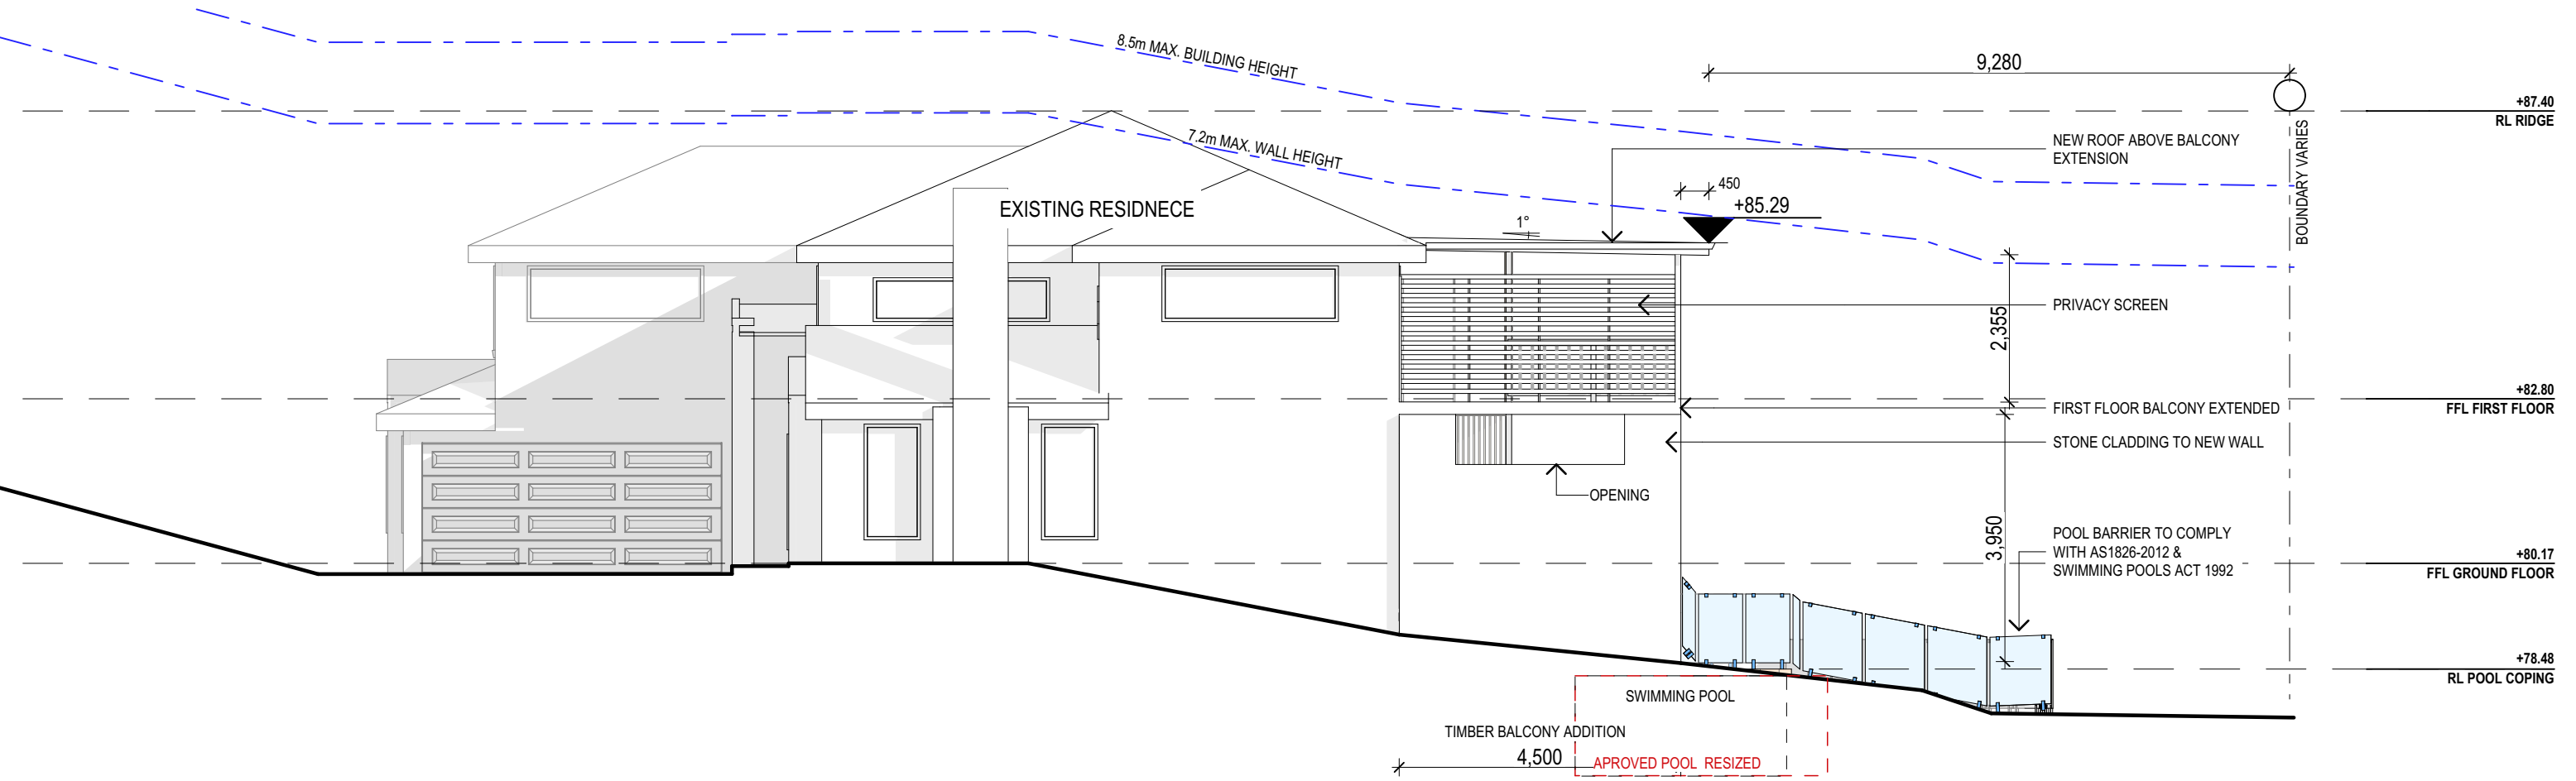 8.5m MAX. BUILDING HEIGHT
9,280
+87.40
RL RIDGE
BOUNDARY VARIES
7.2m MAX. WALL HEIGHT
NEW ROOF ABOVE BALCONY
EXTENSION
450
+85.29
EXISTING RESIDNECE
1°
PRIVACY SCREEN
2,355
+82.80
FFL FIRST FLOOR
FIRST FLOOR BALCONY EXTENDED
STONE CLADDING TO NEW WALL
OPENING
3,950
POOL BARRIER TO COMPLY
WITH AS1826-2012 &
SWIMMING POOLS ACT 1992
+80.17
FFL GROUND FLOOR
+78.48
RL POOL COPING
SWIMMING POOL
TIMBER BALCONY ADDITION
4,500
APROVED POOL RESIZED